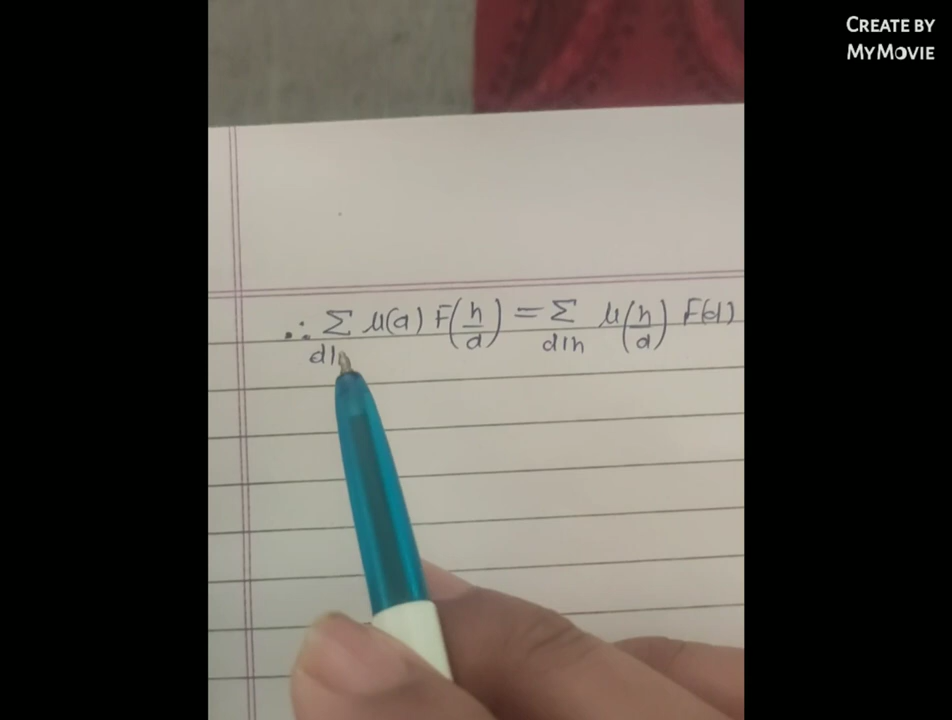 CREATE BY
MYMOVIE
∴ Σ μ(d) F(n/d) = Σ μ(n/d) F(d)
d|n d|n